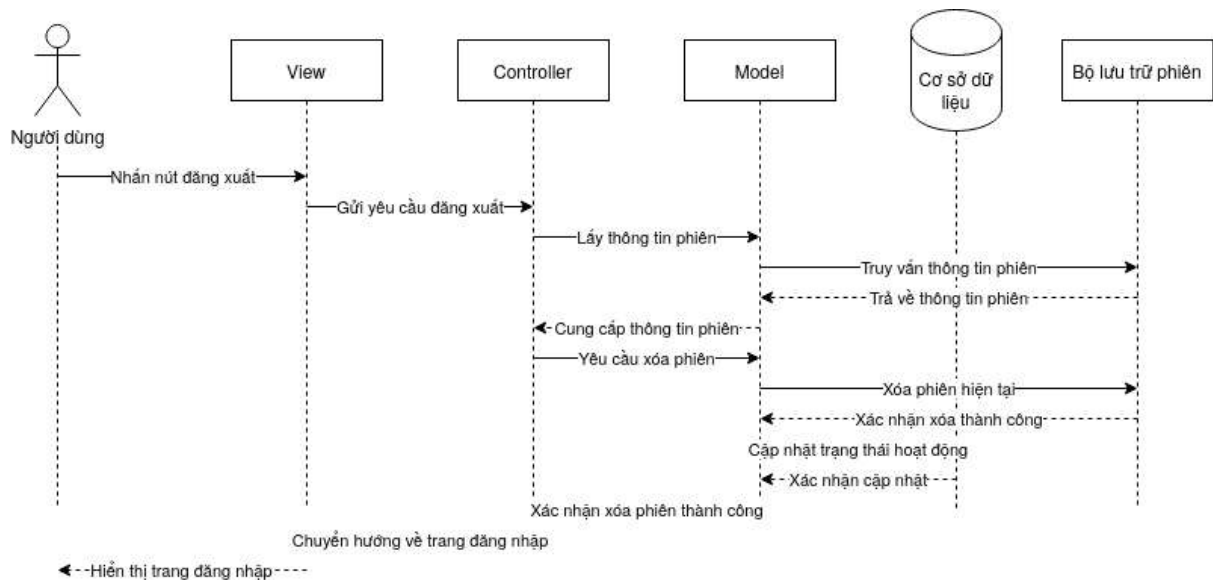 Người dùng
View
Controller
Model
Cơ sở dữ
liệu
Bộ lưu trữ phiên
Nhấn nút đăng xuất
Gửi yêu cầu đăng xuất
Lấy thông tin phiên
Truy vấn thông tin phiên
Trả về thông tin phiên
Cung cấp thông tin phiên
Yêu cầu xóa phiên
Xóa phiên hiện tại
Xác nhận xóa thành công
Cập nhật trạng thái hoạt động
Xác nhận cập nhật
Xác nhận xóa phiên thành công
Chuyển hướng về trang đăng nhập
Hiển thị trang đăng nhập